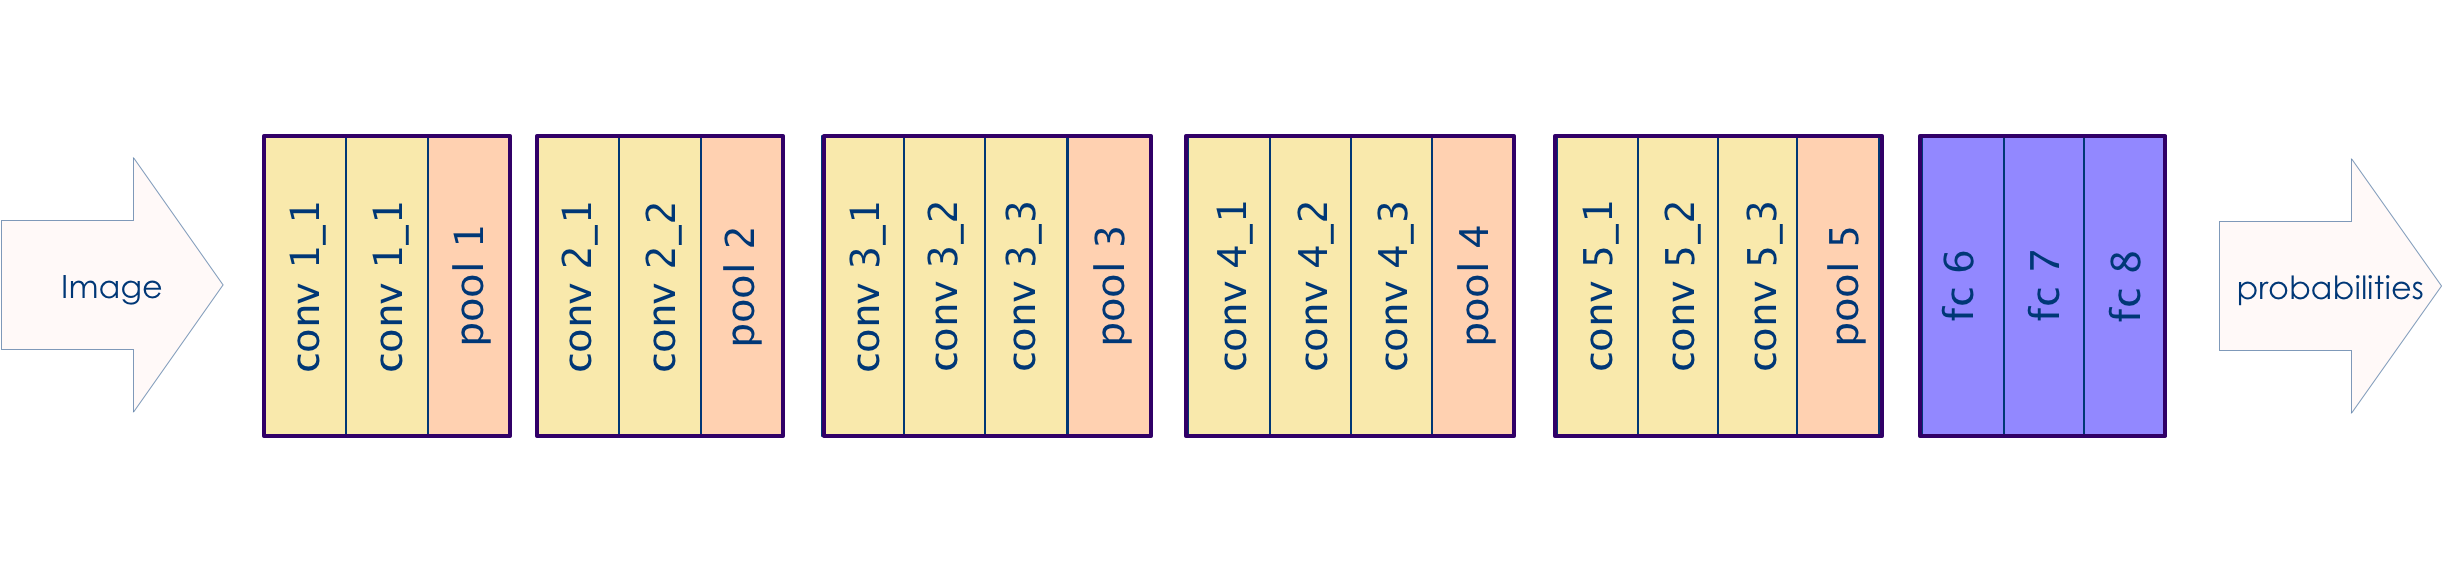 Image
conv 1_1
conv 1_1
pool 1
conv 2_1
conv 2_2
pool 2
conv 3_1
conv 3_2
conv 3_3
pool 3
conv 4_1
conv 4_2
conv 4_3
pool 4
conv 5_1
conv 5_2
conv 5_3
pool 5
fc 6
fc 7
fc 8
probabilities